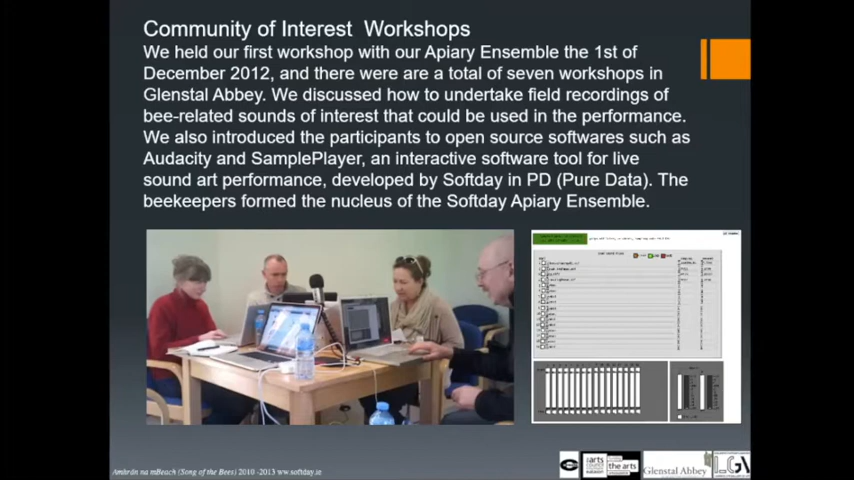 Community of Interest Workshops
We held our first workshop with our Apiary Ensemble the 1st of
December 2012, and there were are a total of seven workshops in
Glenstal Abbey. We discussed how to undertake field recordings of
bee-related sounds of interest that could be used in the performance.
We also introduced the participants to open source softwares such as
Audacity and SamplePlayer, an interactive software tool for live
sound art performance, developed by Softday in PD (Pure Data). The
beekeepers formed the nucleus of the Softday Apiary Ensemble.
Amhrán na mBeach (Song of the Bees) 2010 -2013 ww.softday.ie
the arts
Glenstal Abbey
LGV